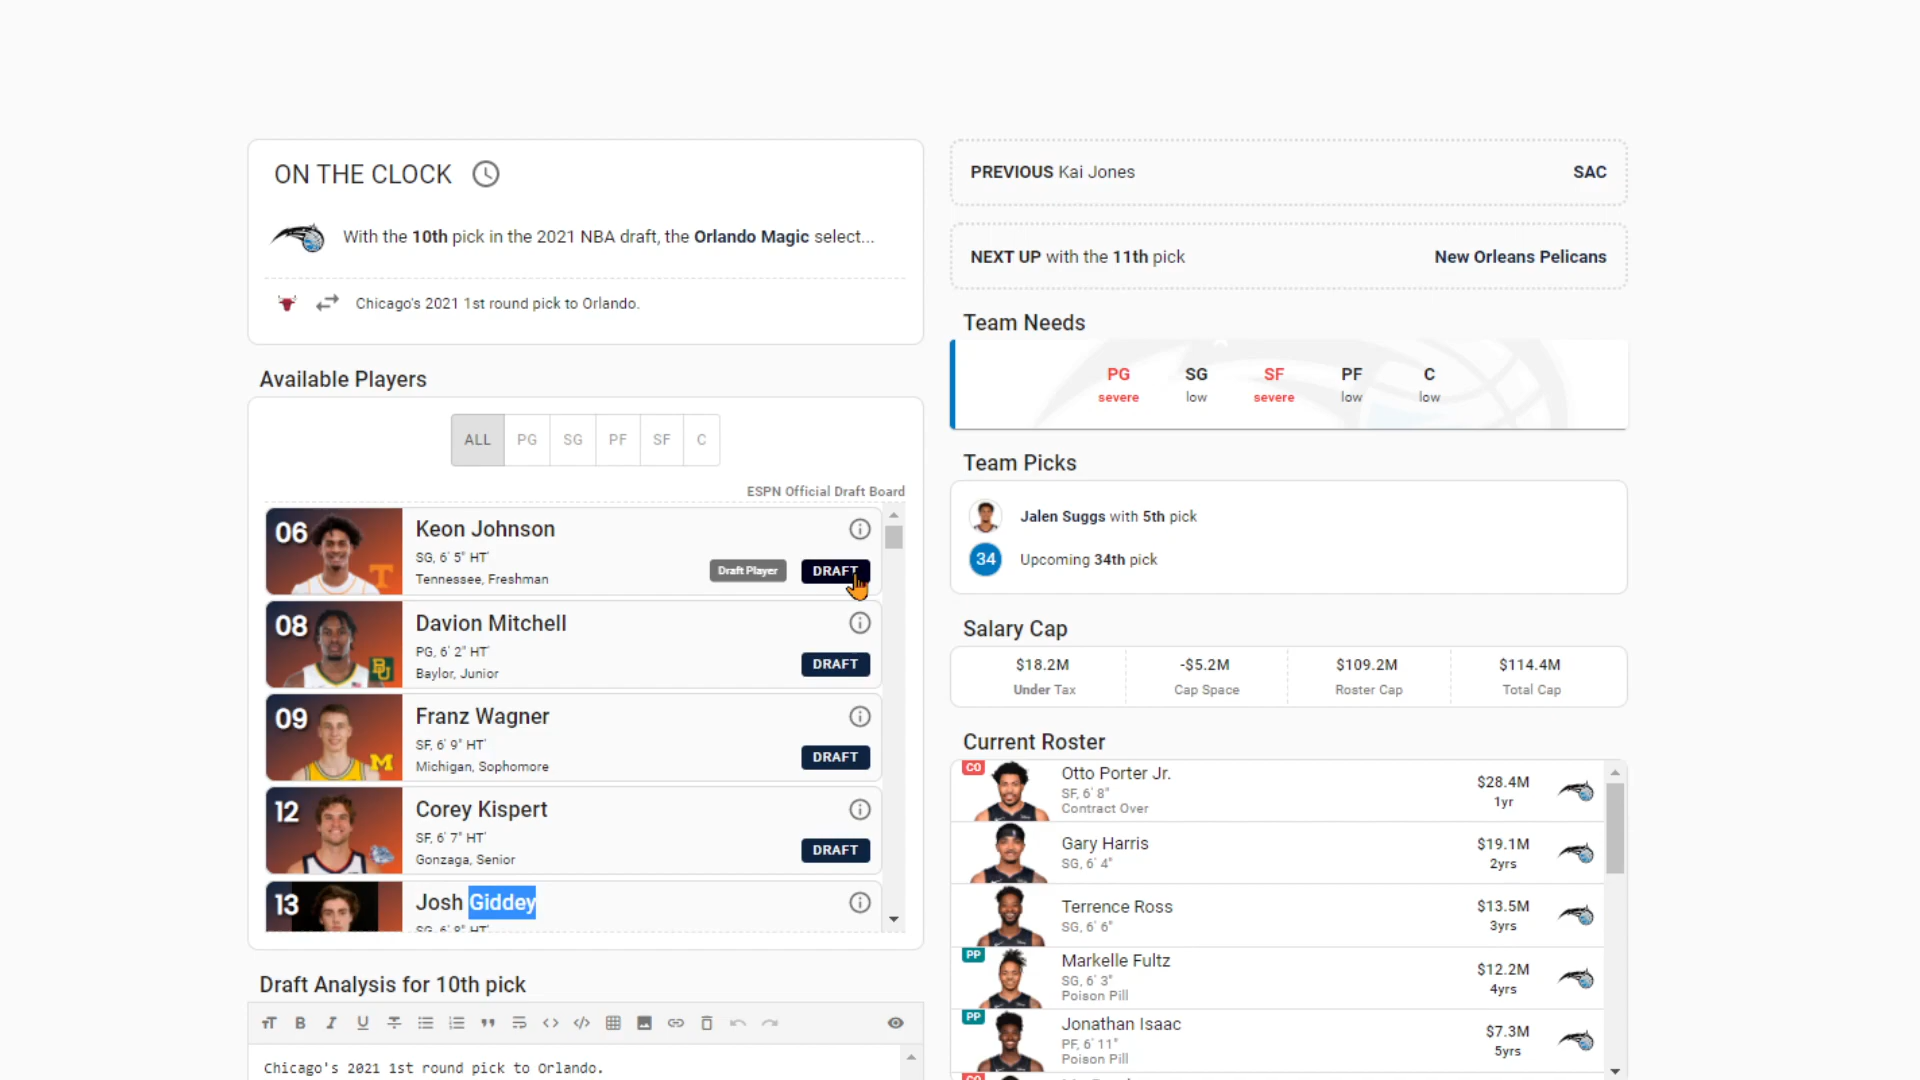 ON THE CLOCK
With the 10th pick in the 2021 NBA draft, the Orlando Magic select...
Chicago's 2021 1st round pick to Orlando.
Available Players
ALL PG SG PF SF C
ESPN Official Draft Board
06
Keon Johnson
SG, 6' 5" HT'
Tennessee, Freshman
Draft Player
DRAFT
08
Davion Mitchell
PG, 6' 2" HT'
Baylor, Junior
DRAFT
09
Franz Wagner
SF, 6' 9" HT'
Michigan, Sophomore
DRAFT
12
Corey Kispert
SF, 6' 7" HT'
Gonzaga, Senior
DRAFT
13
Josh Giddey
SG, 6' 8" HT'
Draft Analysis for 10th pick
Chicago's 2021 1st round pick to Orlando.
PREVIOUS Kai Jones
SAC
NEXT UP with the 11th pick
New Orleans Pelicans
Team Needs
PG SG SF PF C
severe low severe low low
Team Picks
Jalen Suggs with 5th pick
34
Upcoming 34th pick
Salary Cap
$18.2M -$5.2M $109.2M $114.4M
Under Tax Cap Space Roster Cap Total Cap
Current Roster
CO
Otto Porter Jr.
SF, 6' 8"
Contract Over
$28.4M
1yr
Gary Harris
SG, 6' 4"
$19.1M
2yrs
Terrence Ross
SG, 6' 6"
$13.5M
3yrs
PP
Markelle Fultz
SG, 6' 3"
Poison Pill
$12.2M
4yrs
PP
Jonathan Isaac
PF, 6' 11"
Poison Pill
$7.3M
5yrs